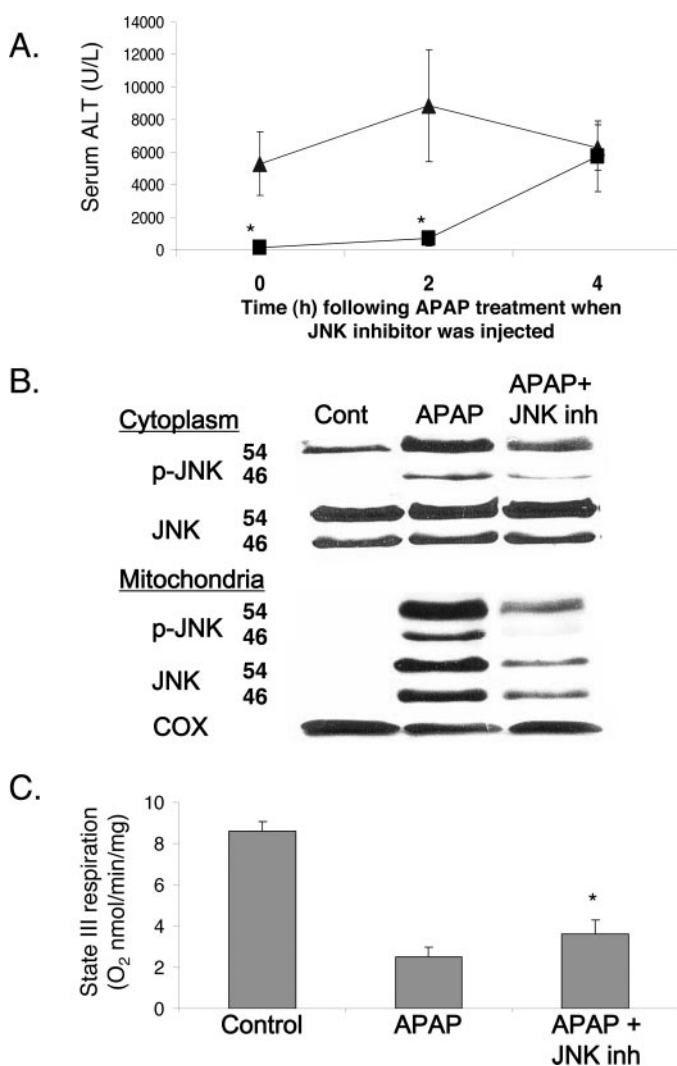 A.
Serum ALT (U/L)
14000
12000
10000
8000
6000
4000
2000
0
*
*
0 2 4
Time (h) following APAP treatment when
JNK inhibitor was injected
B.
Cytoplasm
Cont APAP APAP+
JNK inh
p-JNK 54
46
JNK 54
46
Mitochondria
p-JNK 54
46
JNK 54
46
COX
C.
State III respiration
(O₂ nmol/min/mg)
10
8
6
4
2
0
*
Control APAP APAP +
JNK inh